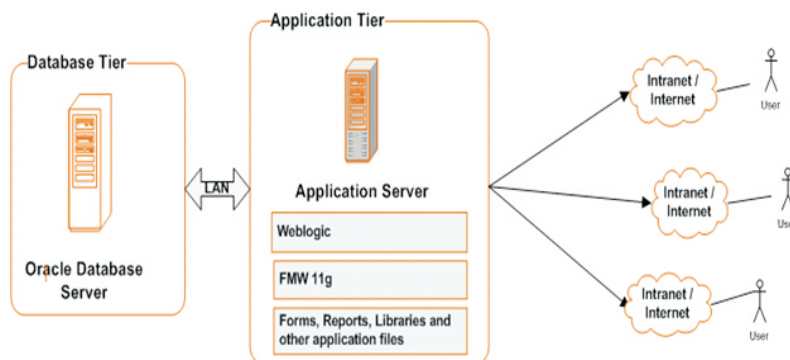 Database Tier
Oracle Database
Server
LAN
Application Tier
Application Server
Weblogic
FMW 11g
Forms, Reports, Libraries and
other application files
Intranet /
Internet
User
Intranet /
Internet
User
Intranet /
Internet
User